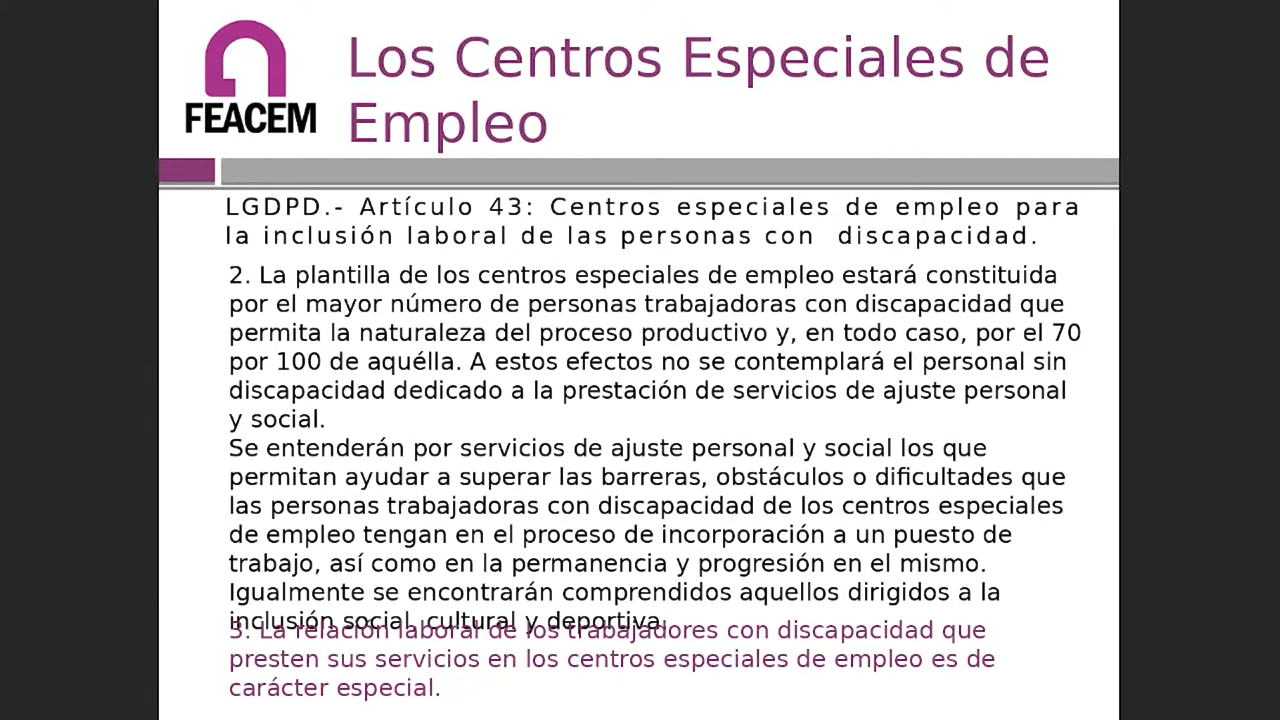 FEACEM
Los Centros Especiales de
Empleo
LGDPD.- Artículo 43: Centros especiales de empleo para
la inclusión laboral de las personas con discapacidad.
2. La plantilla de los centros especiales de empleo estará constituida
por el mayor número de personas trabajadoras con discapacidad que
permita la naturaleza del proceso productivo y, en todo caso, por el 70
por 100 de aquélla. A estos efectos no se contemplará el personal sin
discapacidad dedicado a la prestación de servicios de ajuste personal
y social.
Se entenderán por servicios de ajuste personal y social los que
permitan ayudar a superar las barreras, obstáculos o dificultades que
las personas trabajadoras con discapacidad de los centros especiales
de empleo tengan en el proceso de incorporación a un puesto de
trabajo, así como en la permanencia y progresión en el mismo.
Igualmente se encontrarán comprendidos aquellos dirigidos a la
inclusión social, cultural y deportiva.
3. La relación laboral de los trabajadores con discapacidad que
presten sus servicios en los centros especiales de empleo es de
carácter especial.